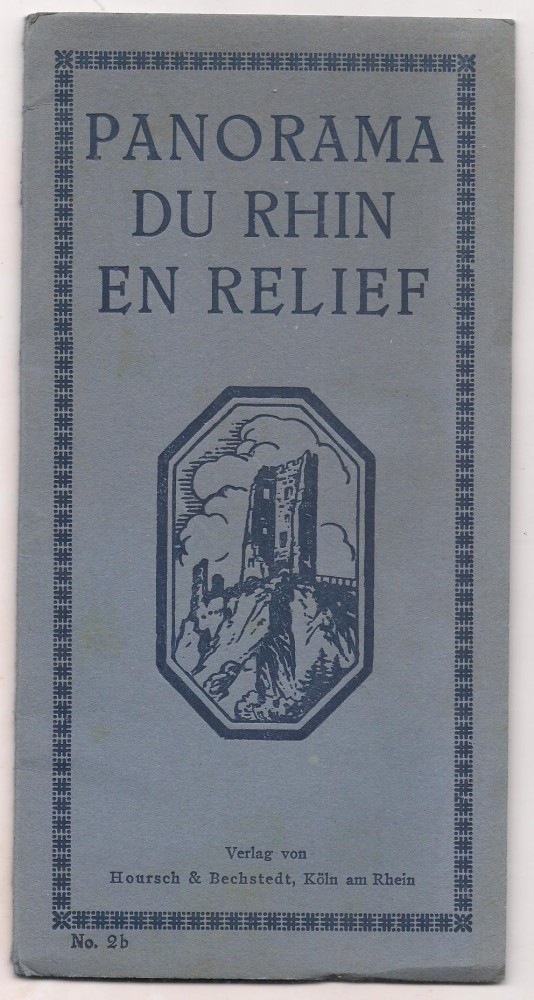 PANORAMA
DU RHIN
EN RELIEF
Verlag von
Hoursch & Bechstedt, Köln am Rhein
No. 2b